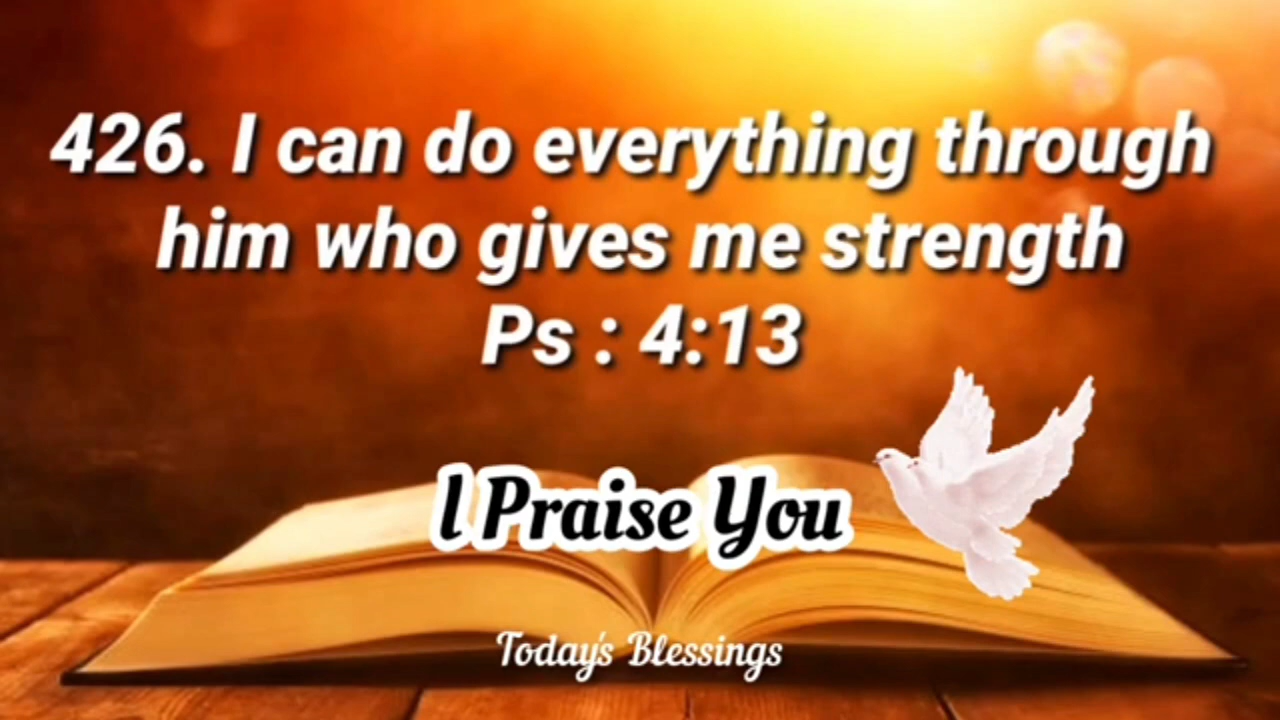 426. I can do everything through
him who gives me strength
Ps : 4:13
I Praise You
Today's Blessings